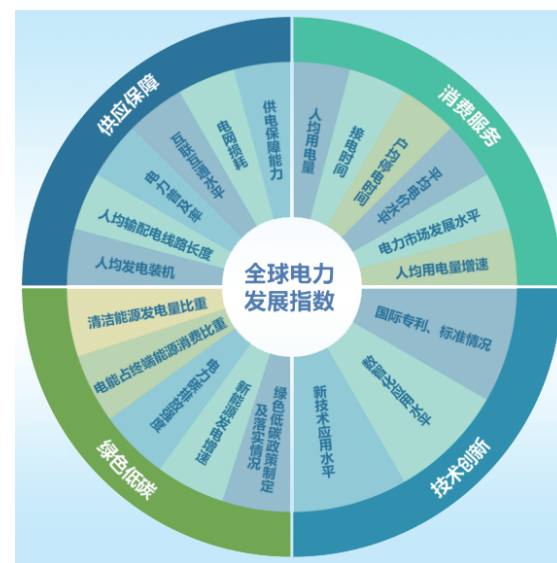 全球电力
发展指数
供应保障
人均发电装机
人均输配电线路长度
电力普及率
互联互通水平
电网损耗
供电保障能力
消费服务
人均用电量
接电时间
户均停电时间
平均电价水平
电力市场发展水平
人均用电量增速
技术创新
国际专利、标准情况
数智化应用水平
新技术应用水平
绿色低碳
绿色低碳政策制定
及落实情况
新能源发电增速
电力碳排放强度
电能占终端能源消费比重
清洁能源发电量比重